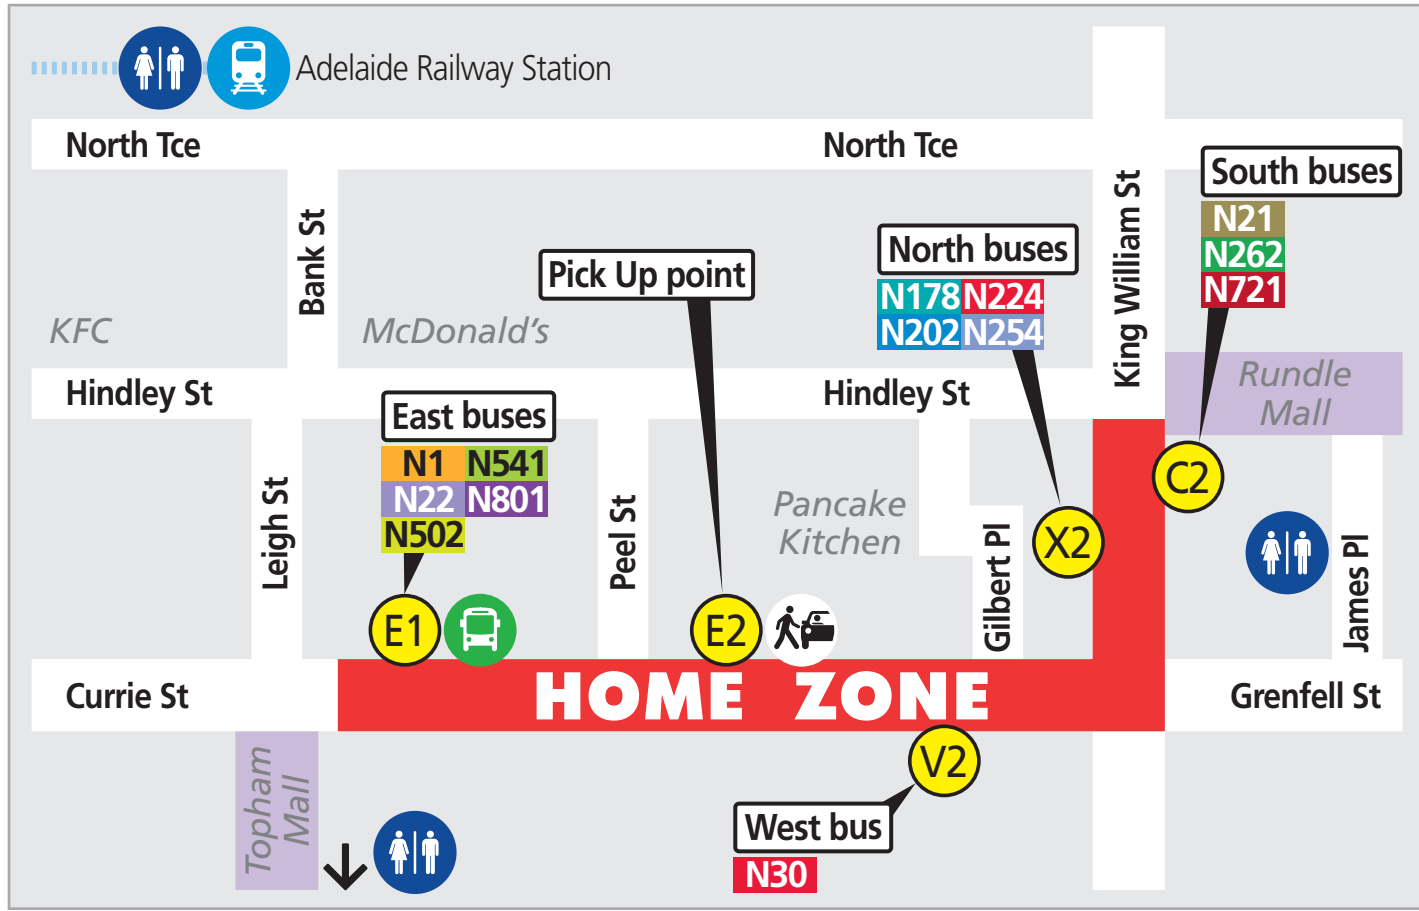 Adelaide Railway Station
North Tce
North Tce
King William St
South buses
N21
N262
N721
Bank St
North buses
N178 N224
N202 N254
Pick Up point
KFC
McDonald's
Rundle
Mall
Hindley St
Hindley St
East buses
N1 N541
N22 N801
N502
C2
Leigh St
Peel St
Pancake
Kitchen
X2
Gilbert Pl
James Pl
E1
E2
Currie St
HOME ZONE
Grenfell St
V2
Topham
Mall
West bus
N30